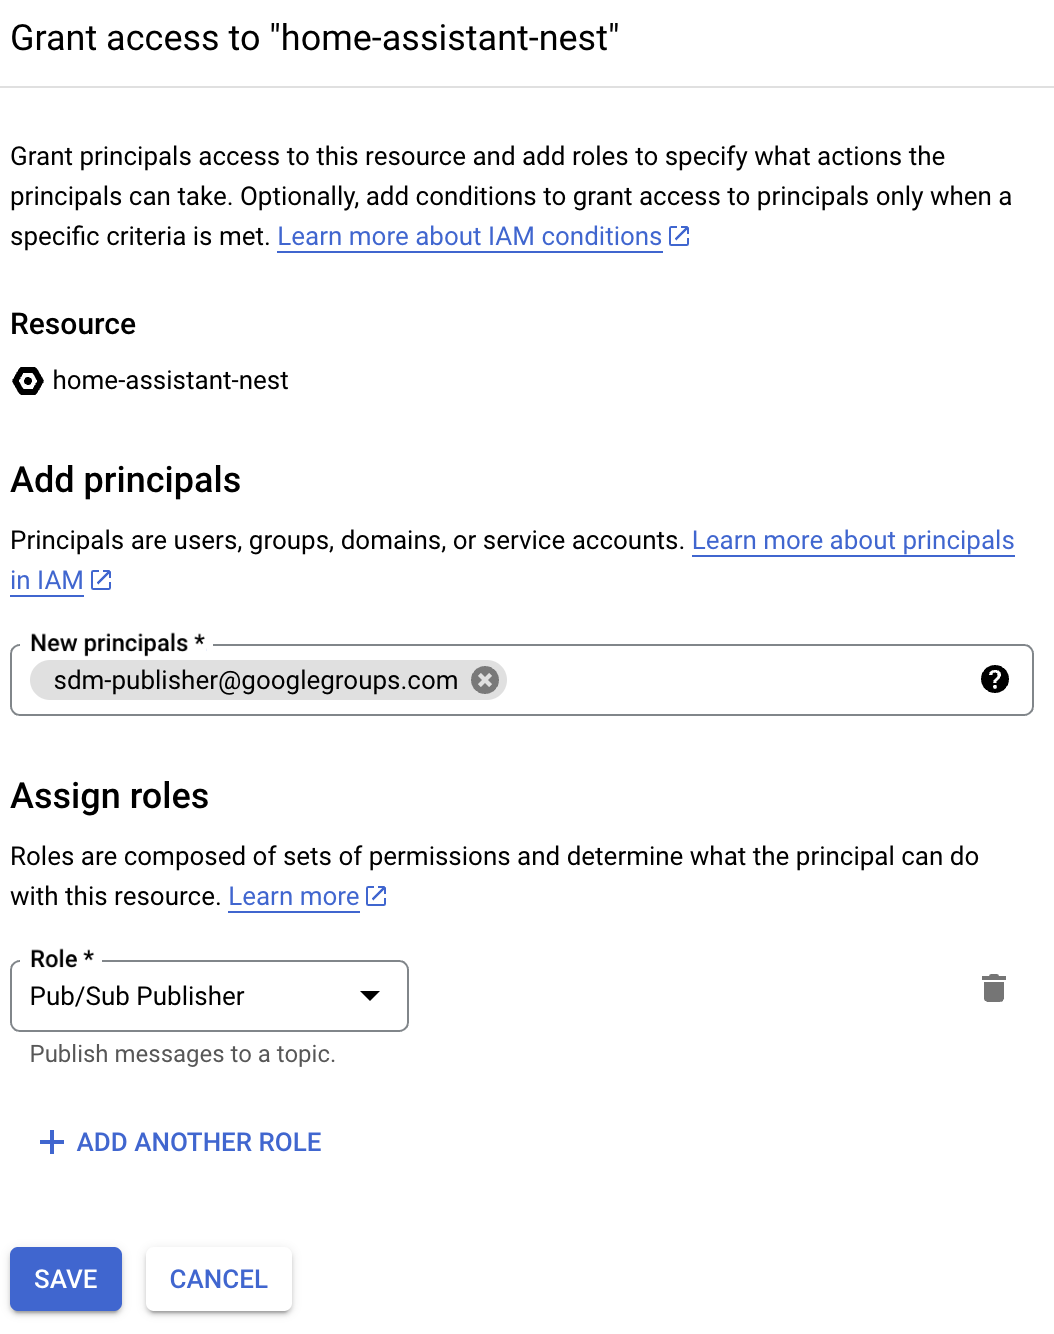 Grant access to "home-assistant-nest"
Grant principals access to this resource and add roles to specify what actions the
principals can take. Optionally, add conditions to grant access to principals only when a
specific criteria is met. Learn more about IAM conditions
Resource
home-assistant-nest
Add principals
Principals are users, groups, domains, or service accounts. Learn more about principals
in IAM
New principals *
sdm-publisher@googlegroups.com
Assign roles
Roles are composed of sets of permissions and determine what the principal can do
with this resource. Learn more
Role *
Pub/Sub Publisher
Publish messages to a topic.
ADD ANOTHER ROLE
SAVE CANCEL